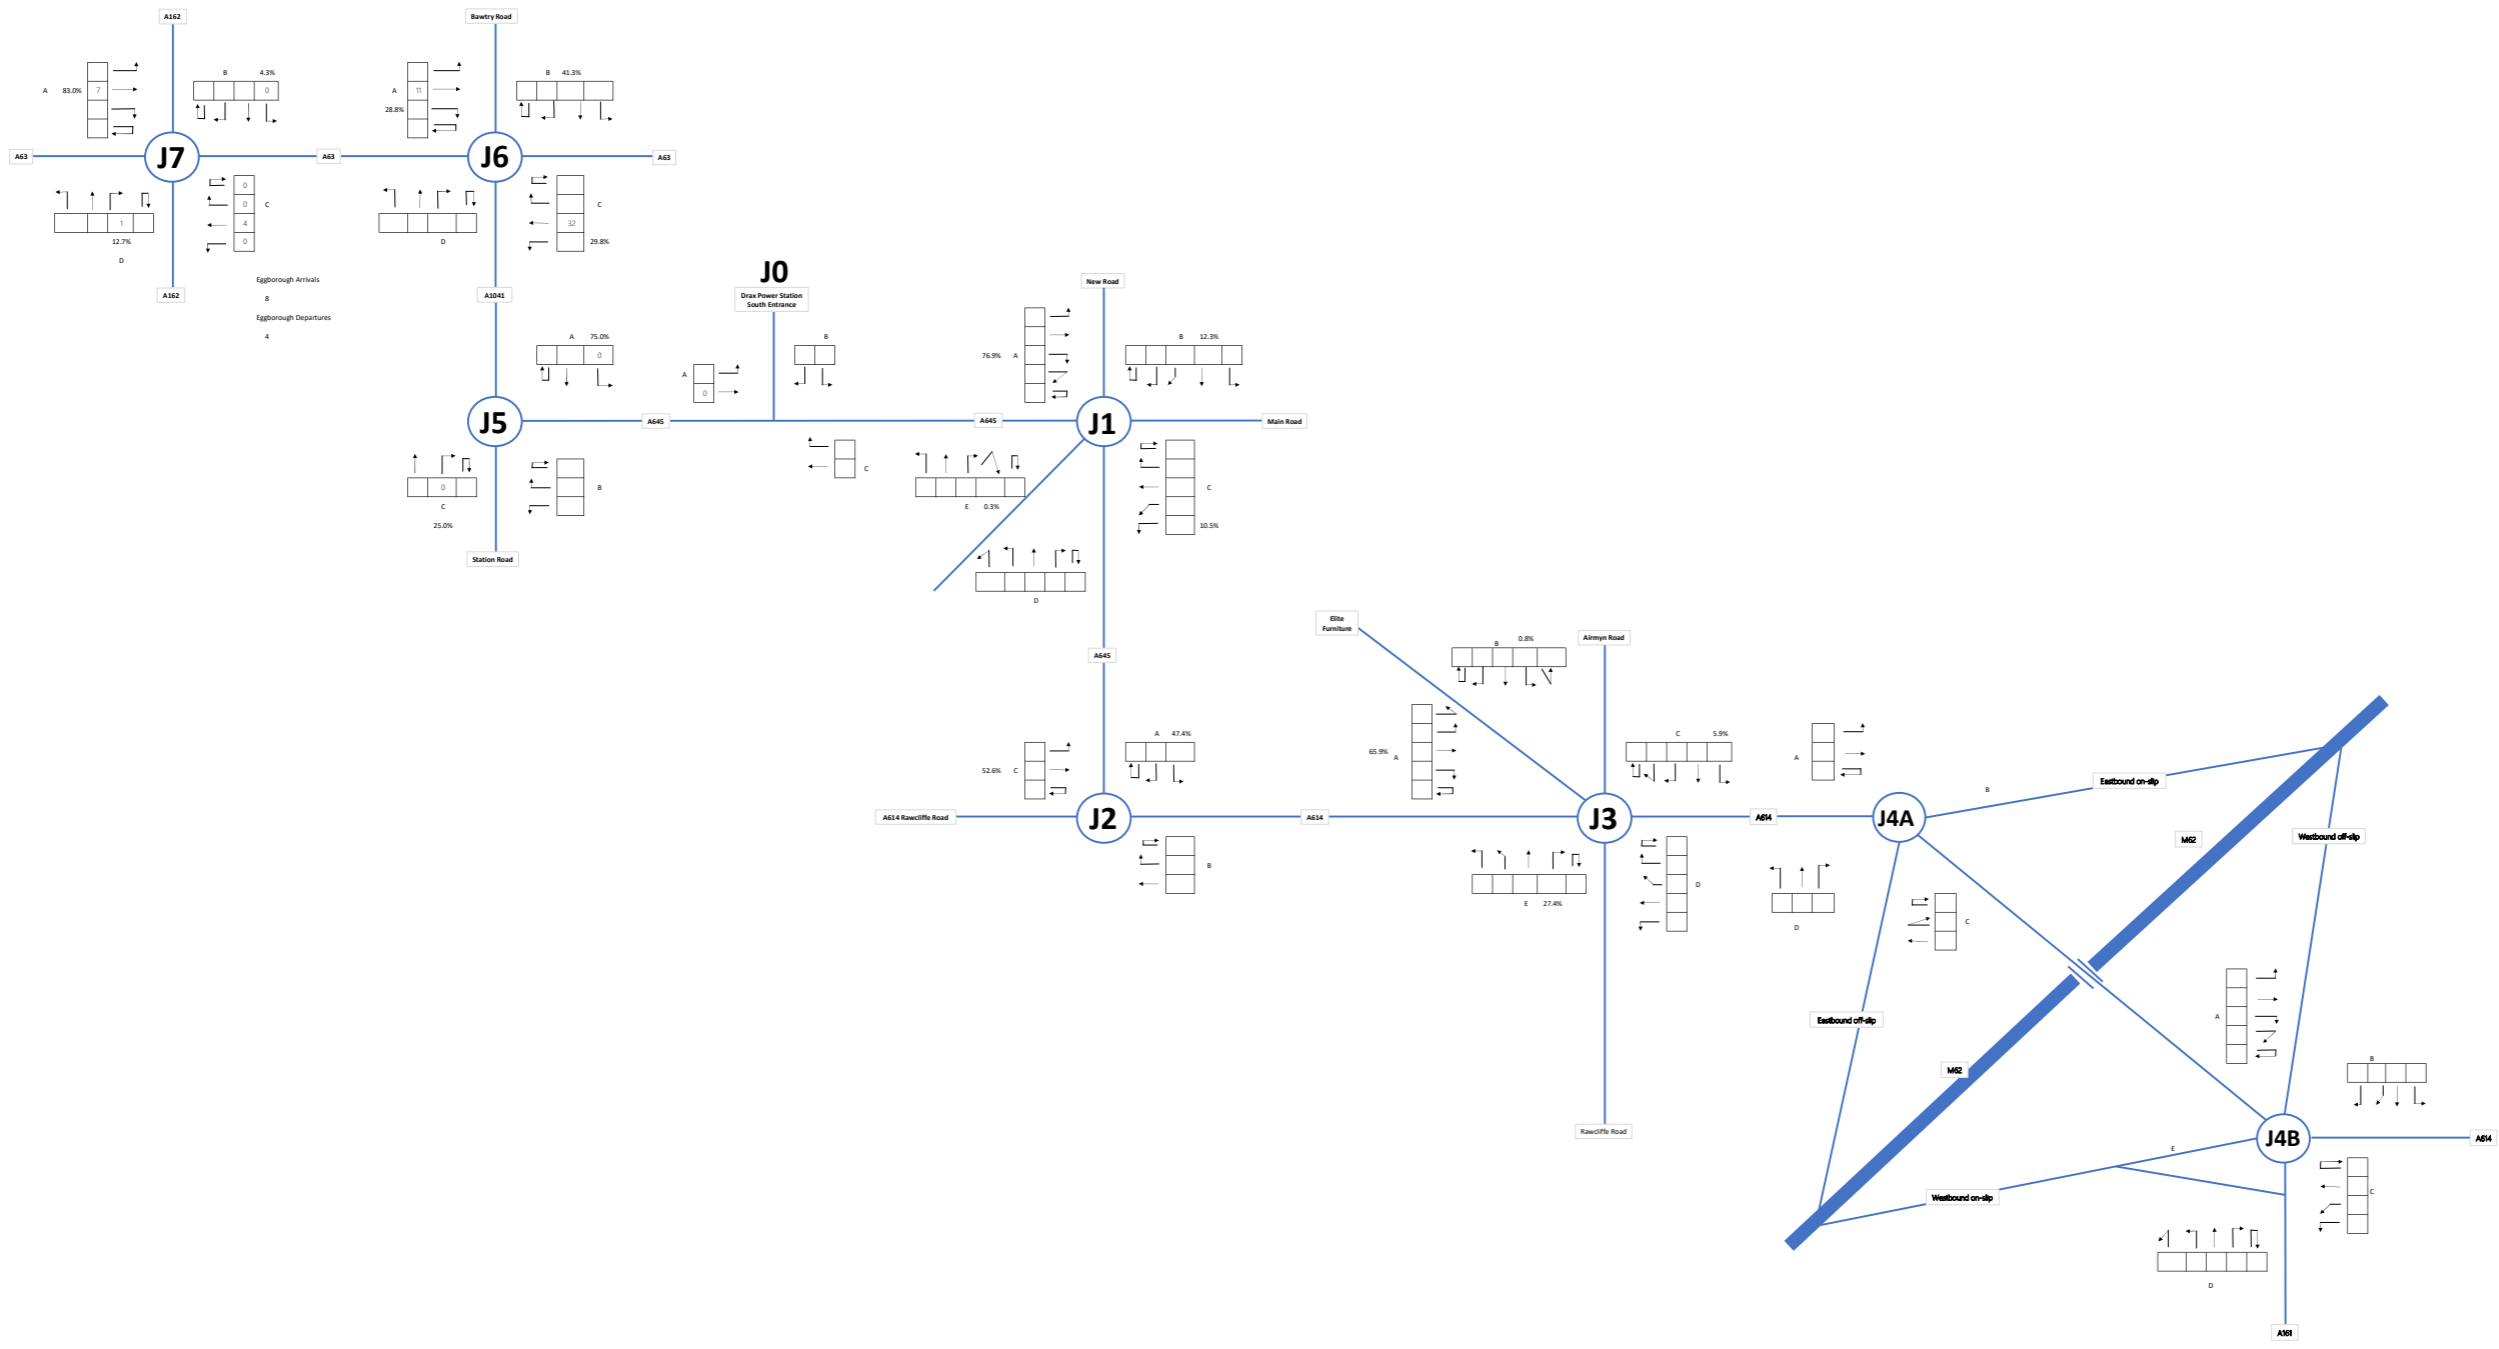 A162
Bawtry Road
B 4.3%
B 41.3%
A 83.0% 7
0
A 11
28.8%
J7
J6
A63
A63
A63
0
0
C
4
0
1
12.7%
D
C
32
29.8%
D
Eggborough Arrivals
8
Eggborough Departures
4
A162
A1041
J0
Drax Power Station
South Entrance
New Road
A 75.0%
0
B
A
0
76.9% A
B 12.3%
J5
A645
A645
J1
Main Road
0
C
25.0%
B
C
E 0.3%
C
10.5%
Station Road
D
Elite
Furniture
Airmyn Road
B 0.8%
A645
A 47.4%
52.6% C
65.9% A
C 5.9%
A
B
Eastbound on-slip
A614 Rawcliffe Road
J2
A614
J3
A614
J4A
Westbound off-slip
M62
B
E 27.4%
D
D
C
Eastbound off-slip
A
M62
B
Rawcliffe Road
J4B
A614
E
Westbound on-slip
C
D
A161